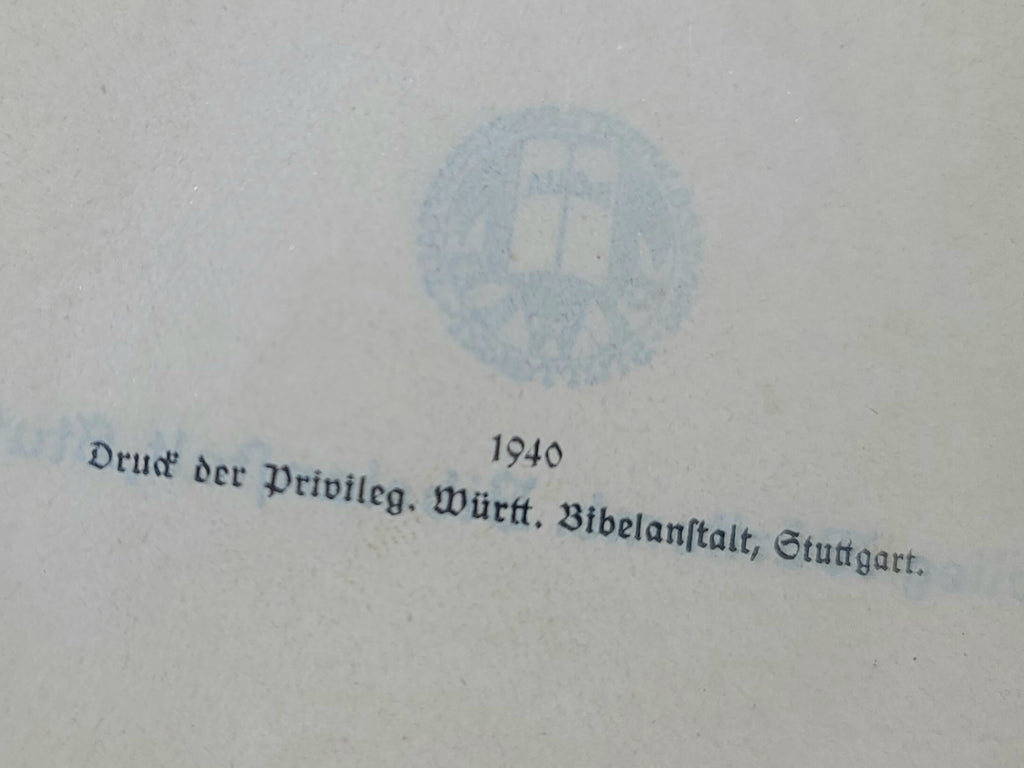 1940
Druck der Privileg. Württ. Bibelanſtalt, Stuttgart.